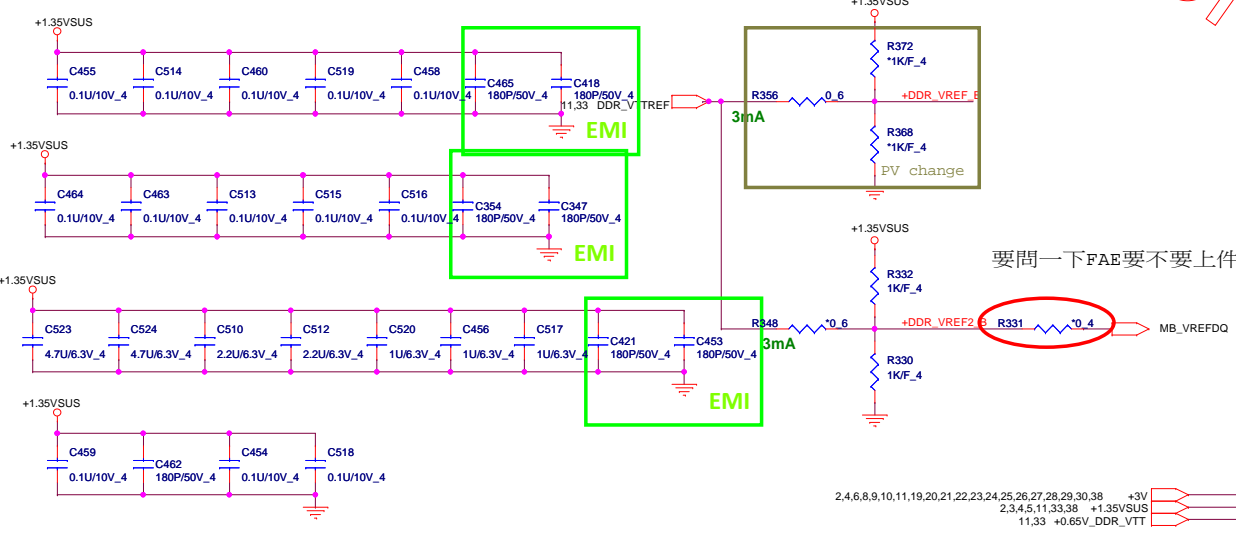 +1.35VSUS
C455
0.1U/10V_4
C514
0.1U/10V_4
C460
0.1U/10V_4
C519
0.1U/10V_4
C458
0.1U/10V_4
C465
180P/50V_4
C418
180P/50V_4
EMI
11,33 DDR_VTTREF
3mA
R356
0_6
+1.35VSUS
R372
*1K/F_4
+DDR_VREF_B
R368
*1K/F_4
PV change
+1.35VSUS
C464
0.1U/10V_4
C463
0.1U/10V_4
C513
0.1U/10V_4
C515
0.1U/10V_4
C516
0.1U/10V_4
C354
180P/50V_4
C347
180P/50V_4
EMI
+1.35VSUS
C523
4.7U/6.3V_4
C524
4.7U/6.3V_4
C510
2.2U/6.3V_4
C512
2.2U/6.3V_4
C520
1U/6.3V_4
C456
1U/6.3V_4
C517
1U/6.3V_4
C421
180P/50V_4
C453
180P/50V_4
EMI
R348
*0_6
3mA
+1.35VSUS
R332
1K/F_4
+DDR_VREF2_B
R330
1K/F_4
要問一下FAE要不要上件
R331
*0_4
MB_VREFDQ
+1.35VSUS
C459
0.1U/10V_4
C462
180P/50V_4
C454
0.1U/10V_4
C518
0.1U/10V_4
2,4,6,8,9,10,11,19,20,21,22,23,24,25,26,27,28,29,30,38 +3V
2,3,4,5,11,33,38 +1.35VSUS
11,33 +0.65V_DDR_VTT